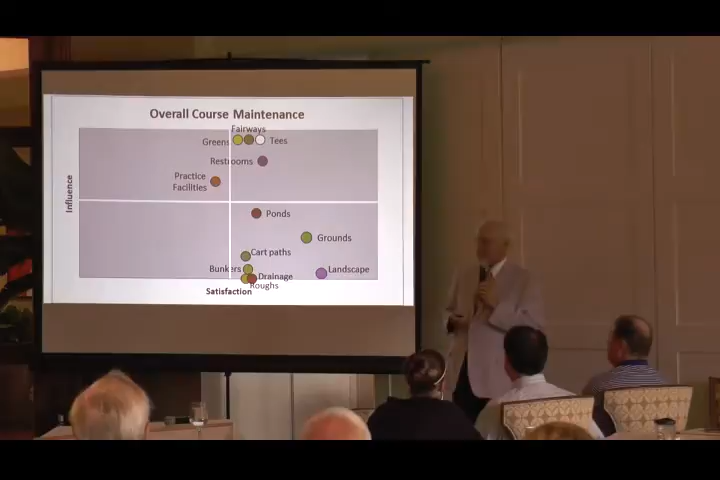 Overall Course Maintenance
Fairways
Greens
Tees
Restrooms
Practice
Facilities
Influence
Ponds
Grounds
Cart paths
Bunkers
Landscape
Drainage
Roughs
Satisfaction